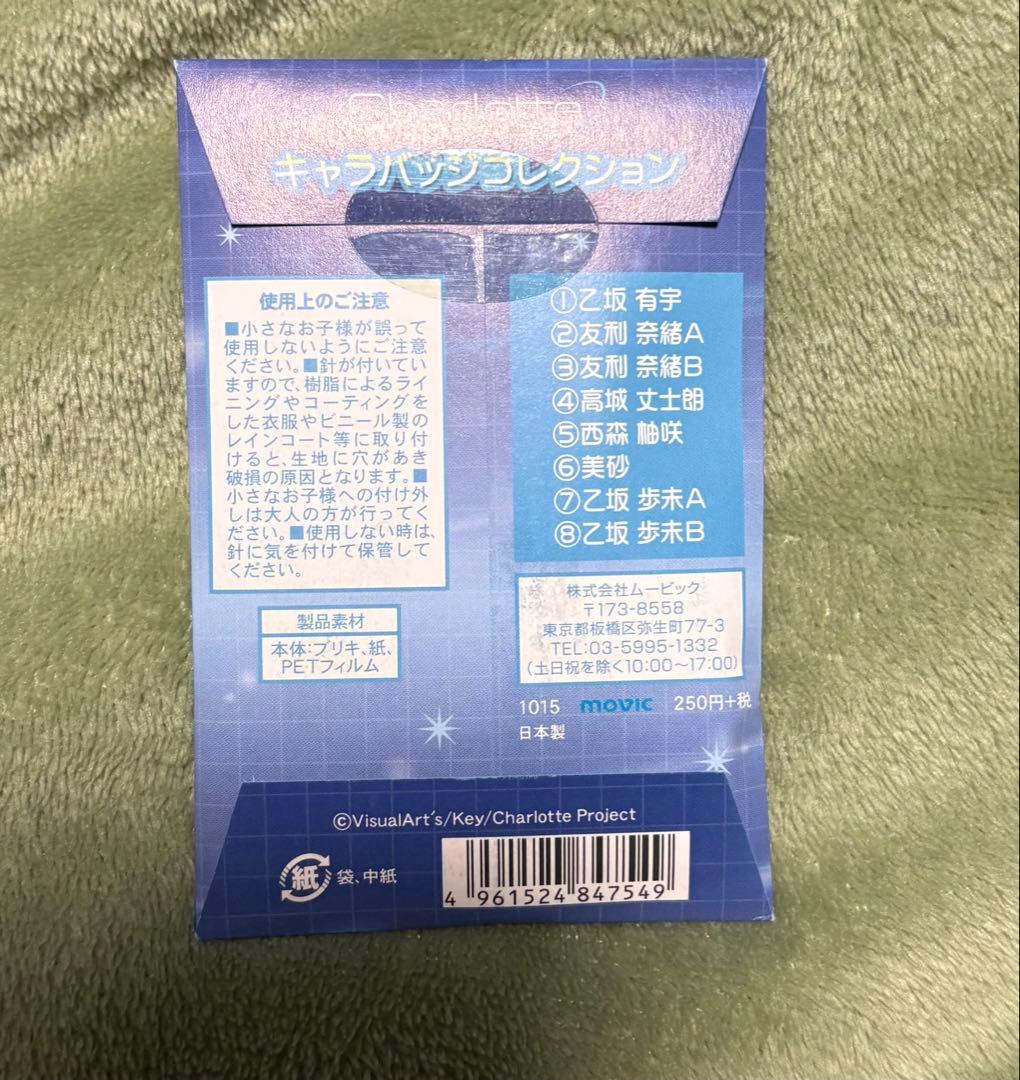 Charlotte
キャラバッジコレクション
使用上のご注意
■小さなお子様が誤って
使用しないようにご注意
ください。■針が付いてい
ますので、樹脂によるライ
ニングやコーティングを
した衣服やビニール製の
レインコート等に取り付
けると、生地に穴があき
破損の原因となります。■
小さなお子様への付け外
しは大人の方が行ってく
ださい。■使用しない時は、
針に気を付けて保管して
ください。
製品素材
本体:ブリキ、紙、
PETフィルム
①乙坂 有宇
②友利 奈緒A
③友利 奈緒B
④高城 丈士朗
⑤西森 柚咲
⑥美砂
⑦乙坂 歩未A
⑧乙坂 歩未B
株式会社ムービック
〒173-8558
東京都板橋区弥生町77-3
TEL:03-5995-1332
(土日祝を除く10:00〜17:00)
1015 movic 250円+税
日本製
©VisualArt's/Key/Charlotte Project
紙 袋、中紙
4 961524 847549